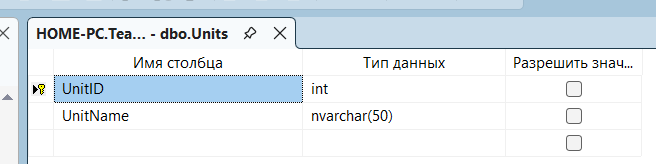 HOME-PC.Tea... - dbo.Units
Имя столбца Тип данных Разрешить знач...
UnitID int
UnitName nvarchar(50)